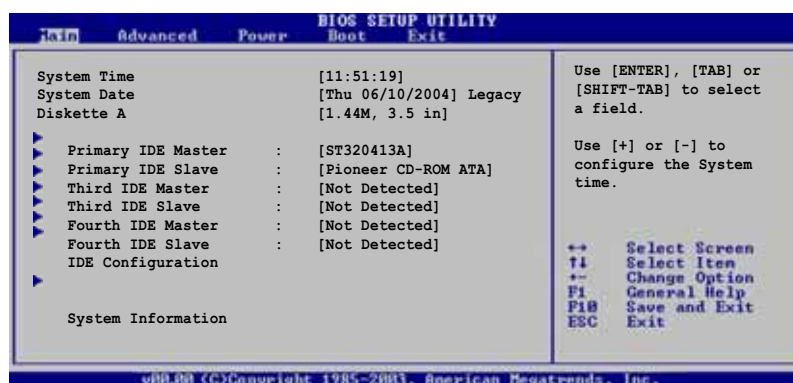 BIOS SETUP UTILITY
Main Advanced Power Boot Exit
System Time [11:51:19]
System Date [Thu 06/10/2004] Legacy
Diskette A [1.44M, 3.5 in]
Primary IDE Master : [ST320413A]
Primary IDE Slave : [Pioneer CD-ROM ATA]
Third IDE Master : [Not Detected]
Third IDE Slave : [Not Detected]
Fourth IDE Master : [Not Detected]
Fourth IDE Slave : [Not Detected]
IDE Configuration
System Information
Use [ENTER], [TAB] or
[SHIFT-TAB] to select
a field.
Use [+] or [-] to
configure the System
time.
↔ Select Screen
↑↓ Select Item
+- Change Option
F1 General Help
F10 Save and Exit
ESC Exit
v00.00 (C)Copyright 1985-2003, American Megatrends, Inc.